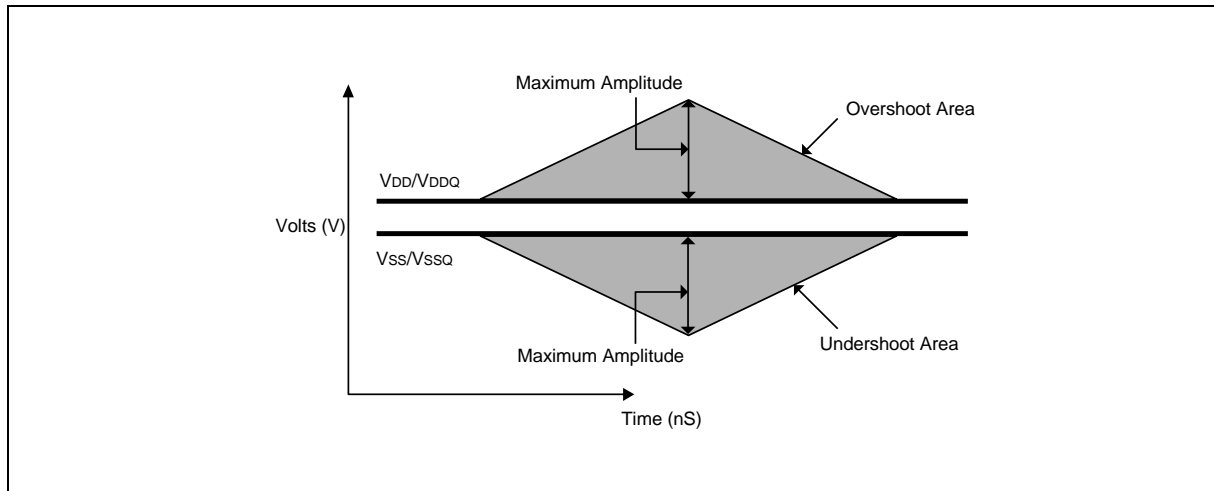 Maximum Amplitude
Overshoot Area
VDD/VDDQ
Volts (V)
VSS/VSSQ
Maximum Amplitude
Undershoot Area
Time (nS)